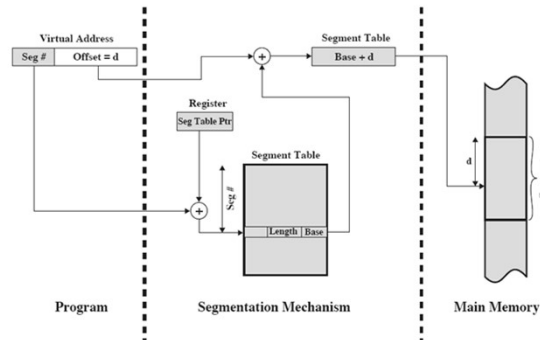 Virtual Address
Seg # Offset = d
Segment Table
Base + d
+
Register
Seg Table Ptr
Segment Table
Seg #
+
Length Base
d
Program
Segmentation Mechanism
Main Memory